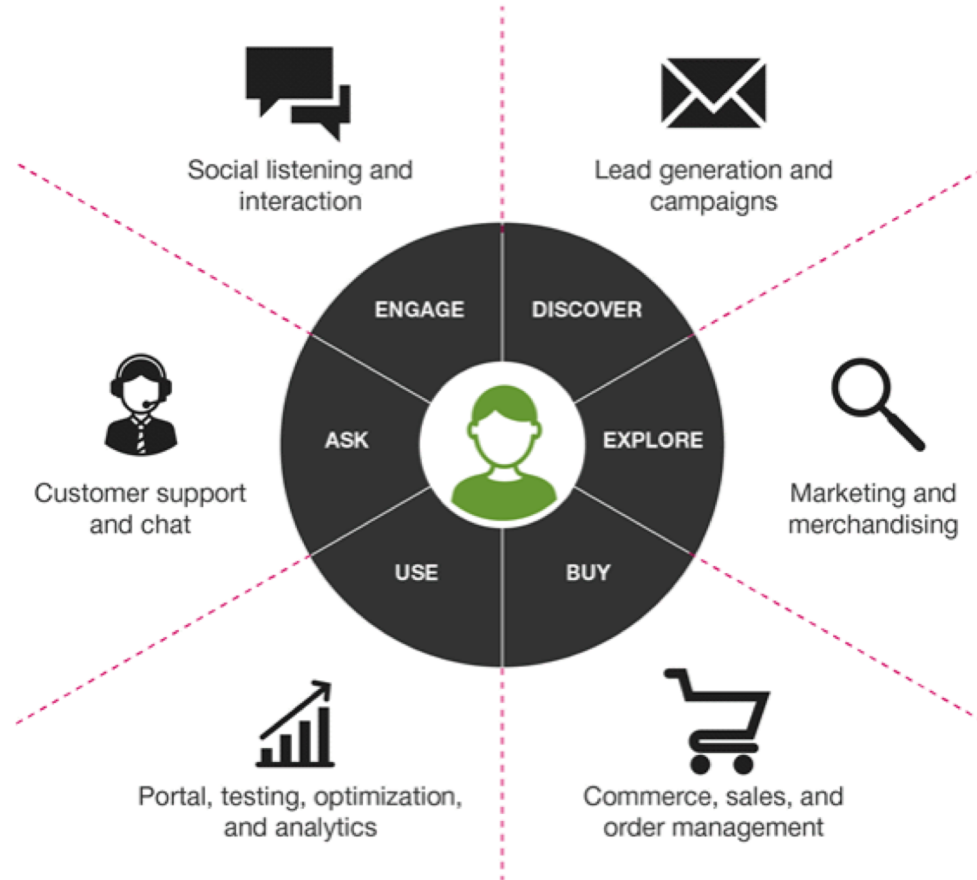 Social listening and
interaction
Lead generation and
campaigns
ENGAGE
DISCOVER
ASK
EXPLORE
USE
BUY
Customer support
and chat
Marketing and
merchandising
Portal, testing, optimization,
and analytics
Commerce, sales, and
order management